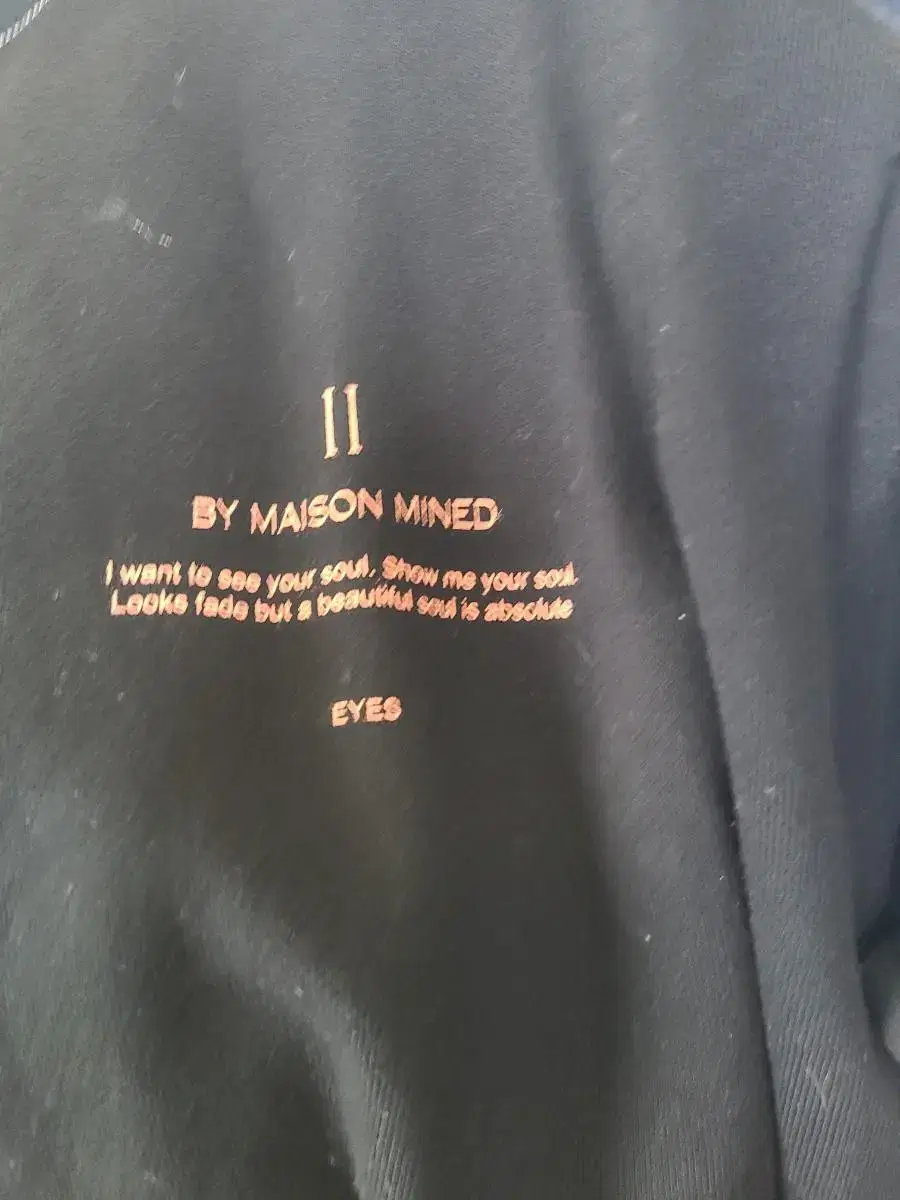 II
BY MAISON MINED
I want to see your soul. Show me your soul.
Looks fade but a beautiful soul is absolute
EYES